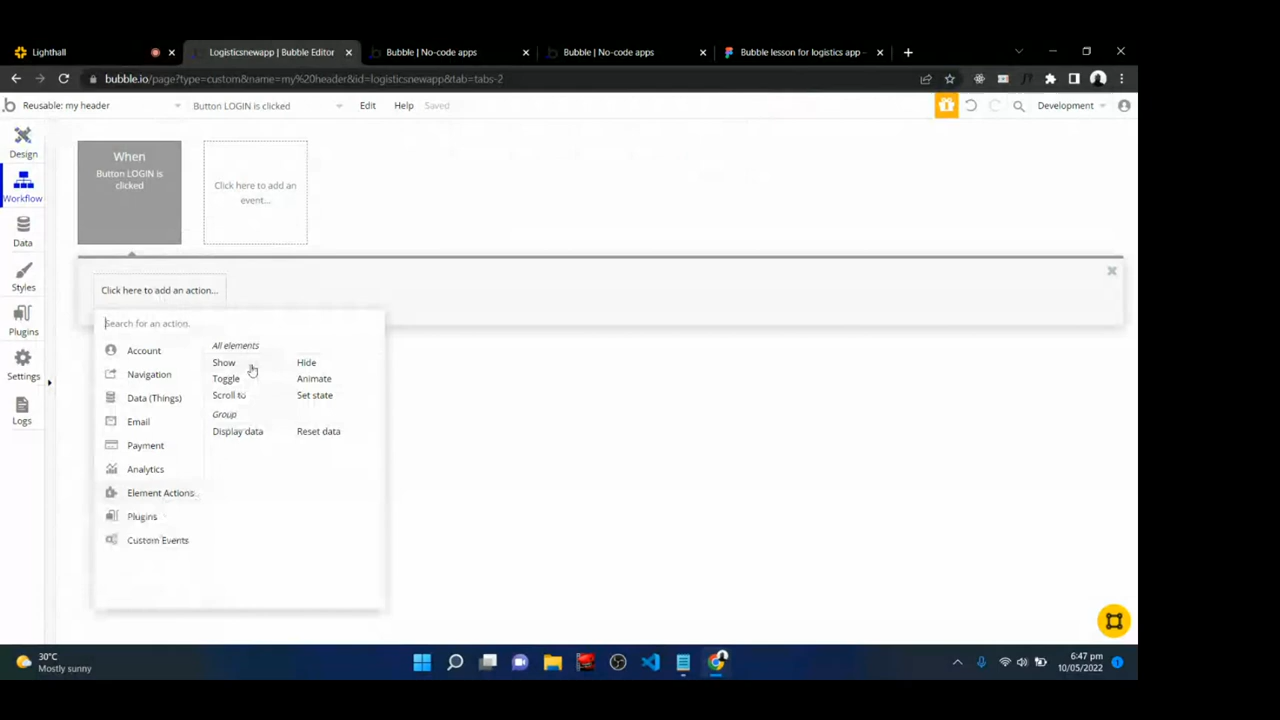 Lighthall
Logisticsnewapp | Bubble Editor
Bubble | No-code apps
Bubble | No-code apps
Bubble lesson for logistics app -
bubble.io/page?type=custom&name=my%20header&id=logisticsnewapp&tab=tabs-2
Reusable: my header
Button LOGIN is clicked
Edit
Help
Saved
Development
Design
Workflow
Data
Styles
Plugins
Settings
Logs
When
Button LOGIN is
clicked
Click here to add an
event...
Click here to add an action...
Search for an action.
Account
Navigation
Data (Things)
Email
Payment
Analytics
Element Actions..
Plugins
Custom Events
All elements
Show
Hide
Toggle
Animate
Scroll to
Set state
Group
Display data
Reset data
30°C
Mostly sunny
6:47 pm
10/05/2022